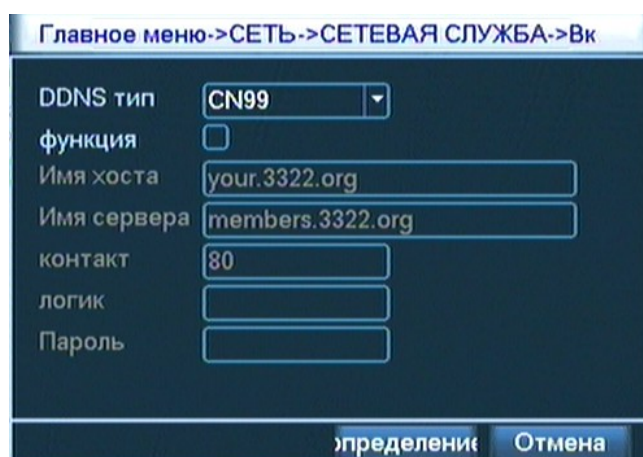 Главное меню->СЕТЬ->СЕТЕВАЯ СЛУЖБА->Вк
DDNS тип CN99
функция
Имя хоста your.3322.org
Имя сервера members.3322.org
контакт 80
логик
Пароль
определение Отмена